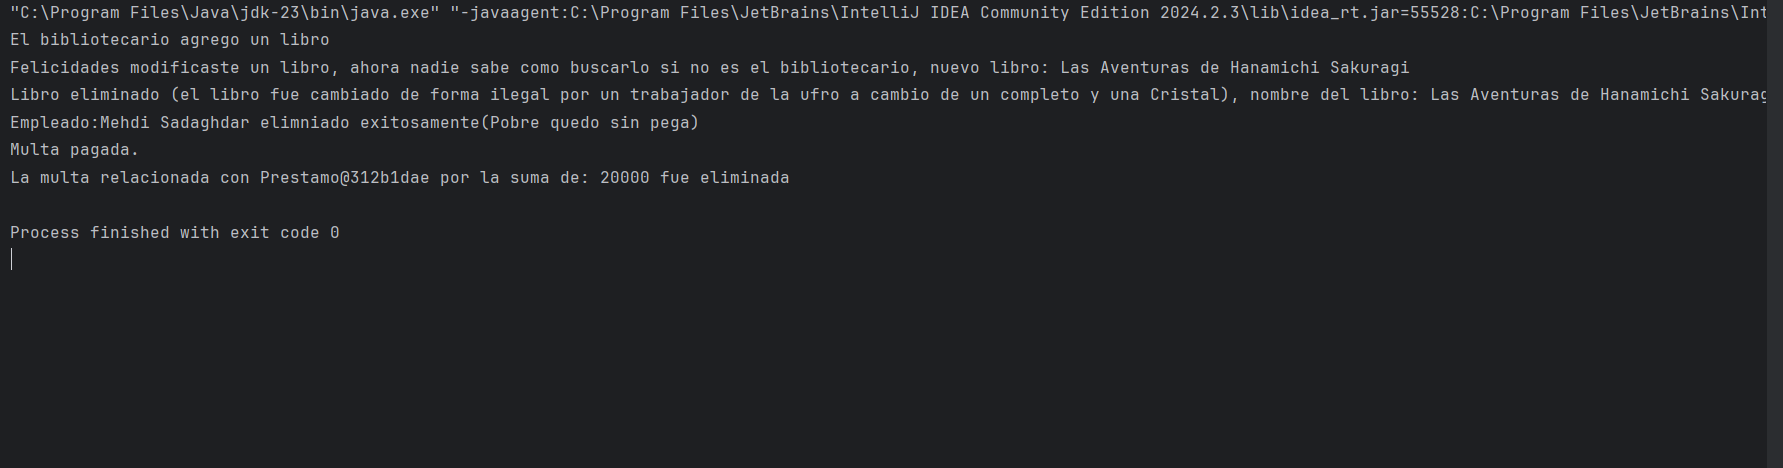 "C:\Program Files\Java\jdk-23\bin\java.exe" "-javaagent:C:\Program Files\JetBrains\IntelliJ IDEA Community Edition 2024.2.3\lib\idea_rt.jar=55528:C:\Program Files\JetBrains\Int
El bibliotecario agrego un libro
Felicidades modificaste un libro, ahora nadie sabe como buscarlo si no es el bibliotecario, nuevo libro: Las Aventuras de Hanamichi Sakuragi
Libro eliminado (el libro fue cambiado de forma ilegal por un trabajador de la ufro a cambio de un completo y una Cristal), nombre del libro: Las Aventuras de Hanamichi Sakurag
Empleado:Mehdi Sadaghdar elimniado exitosamente(Pobre quedo sin pega)
Multa pagada.
La multa relacionada con Prestamo@312b1dae por la suma de: 20000 fue eliminada
Process finished with exit code 0